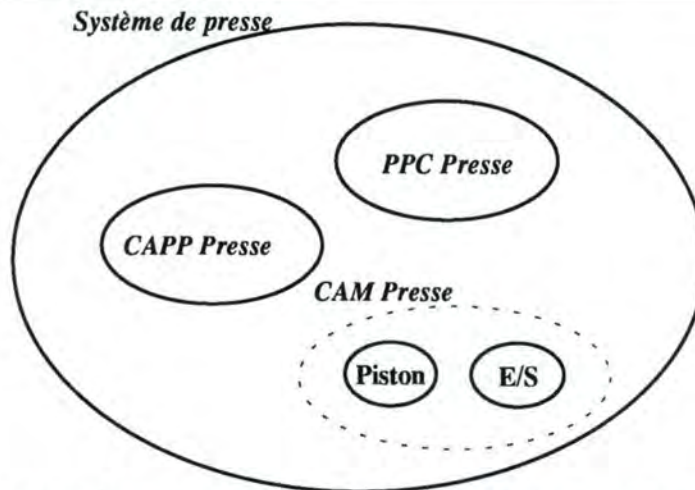 Système de presse
PPC Presse
CAPP Presse
CAM Presse
Piston
E/S